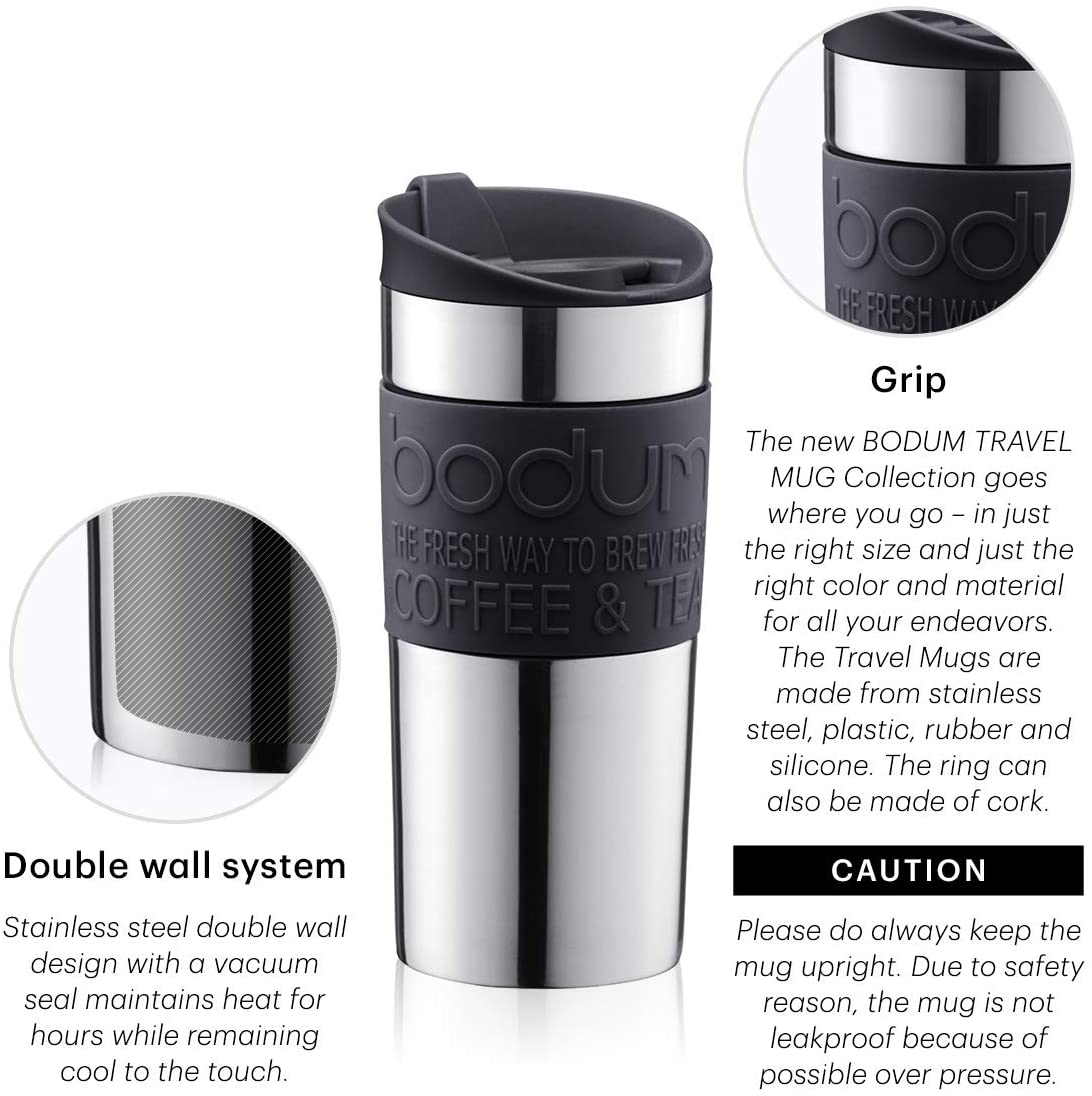 bodum
THE FRESH WAY TO BREW FRES
COFFEE & TEA
bodu
THE FRESH WAY
Grip
The new BODUM TRAVEL
MUG Collection goes
where you go – in just
the right size and just the
right color and material
for all your endeavors.
The Travel Mugs are
made from stainless
steel, plastic, rubber and
silicone. The ring can
also be made of cork.
CAUTION
Please do always keep the
mug upright. Due to safety
reason, the mug is not
leakproof because of
possible over pressure.
Double wall system
Stainless steel double wall
design with a vacuum
seal maintains heat for
hours while remaining
cool to the touch.